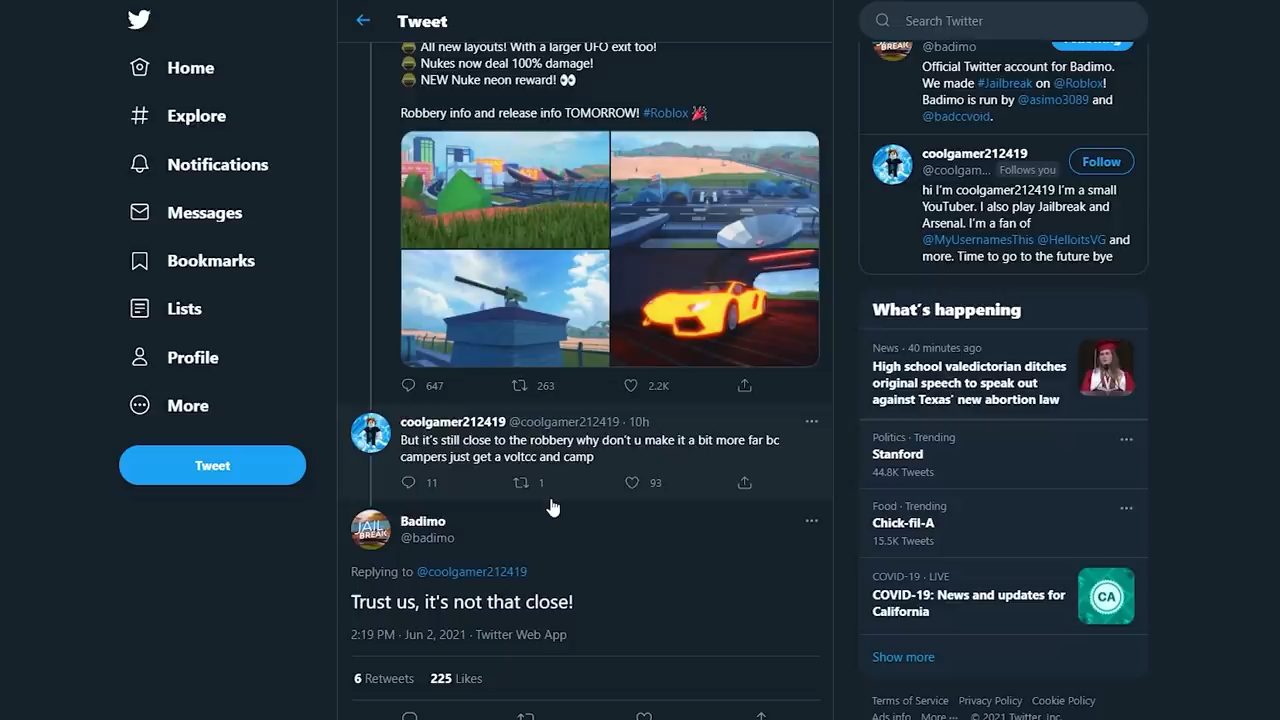 Home
Explore
Notifications
Messages
Bookmarks
Lists
Profile
More
Tweet
Tweet
All new layouts! With a larger UFO exit too!
Nukes now deal 100% damage!
NEW Nuke neon reward! 👀
Robbery info and release info TOMORROW! #Roblox 🎉
647
263
2.2K
coolgamer212419 @coolgamer212419 · 10h
But it's still close to the robbery why don't u make it a bit more far bc
campers just get a voltcc and camp
11
1
93
JAIL
BREAK
Badimo
@badimo
Replying to @coolgamer212419
Trust us, it's not that close!
2:19 PM · Jun 2, 2021 · Twitter Web App
6 Retweets 225 Likes
Search Twitter
BREAK
@badimo
Following
Official Twitter account for Badimo.
We made #Jailbreak on @Roblox!
Badimo is run by @asimo3089 and
@badccvoid.
coolgamer212419
@coolgam... Follows you
Follow
hi I'm coolgamer212419 I'm a small
YouTuber. I also play Jailbreak and
Arsenal. I'm a fan of
@MyUsernamesThis @HelloitsVG and
more. Time to go to the future bye
What's happening
News · 40 minutes ago
High school valedictorian ditches
original speech to speak out
against Texas' new abortion law
Politics · Trending
Stanford
44.8K Tweets
Food · Trending
Chick-fil-A
15.5K Tweets
COVID-19 · LIVE
COVID-19: News and updates for
California
CA
Show more
Terms of Service Privacy Policy Cookie Policy
Ads info More ··· © 2021 Twitter, Inc.